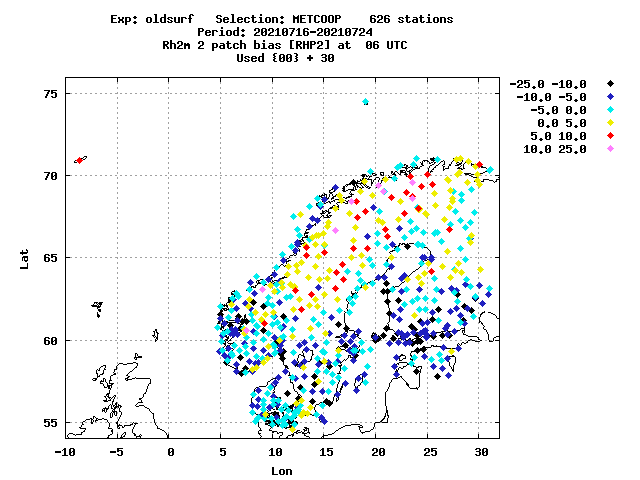 Exp: oldsurf   Selection: METCOOP    626 stations
Period: 20210716-20210724
Rh2m 2 patch bias [RHP2] at  06 UTC
Used {00} + 30
-25.0 -10.0
-10.0 -5.0
-5.0 0.0
0.0 5.0
5.0 10.0
10.0 25.0
75
70
65
60
55
Lat
-10 -5 0 5 10 15 20 25 30
Lon